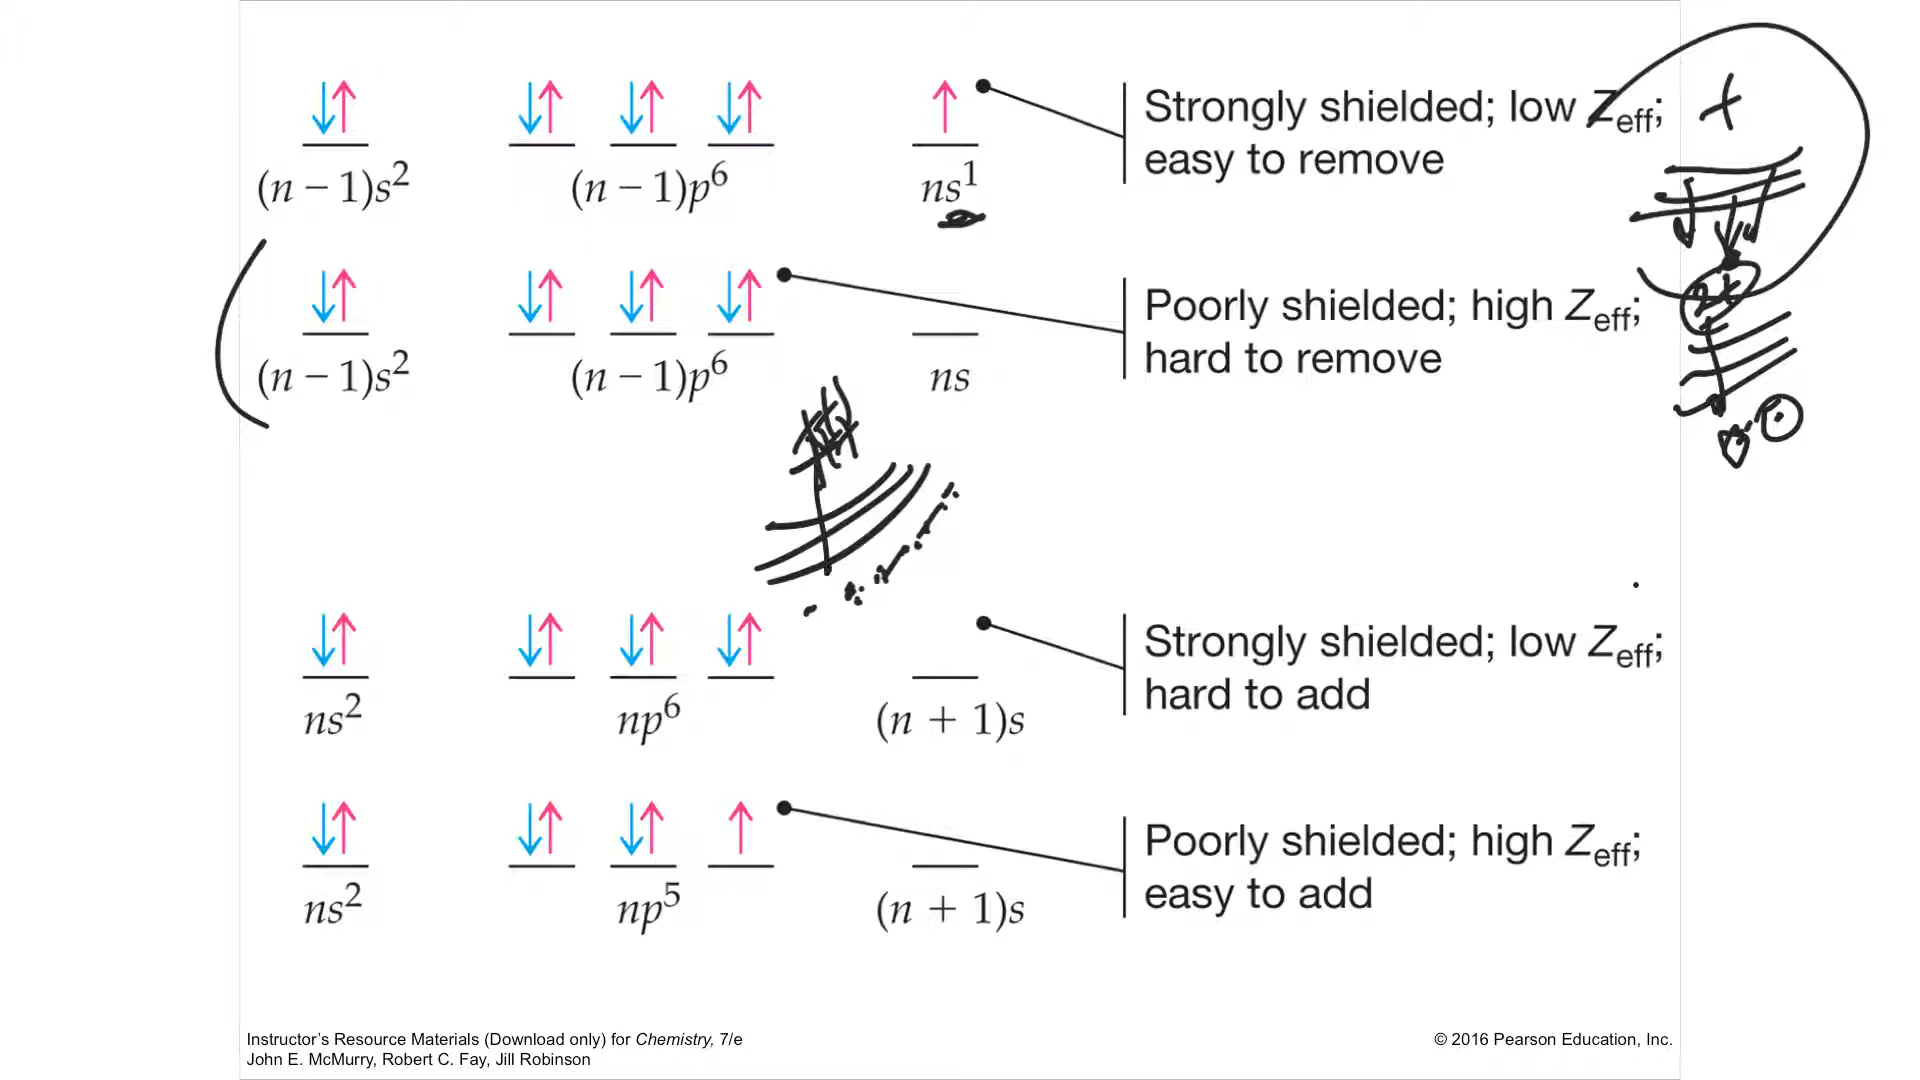 Strongly shielded; low Zeff;
easy to remove
(n − 1)s² (n − 1)p⁶ ns¹
+
Poorly shielded; high Zeff;
hard to remove
(n − 1)s² (n − 1)p⁶ ns
Strongly shielded; low Zeff;
hard to add
ns² np⁶ (n + 1)s
Poorly shielded; high Zeff;
easy to add
ns² np⁵ (n + 1)s
Instructor’s Resource Materials (Download only) for Chemistry, 7/e
John E. McMurry, Robert C. Fay, Jill Robinson
© 2016 Pearson Education, Inc.